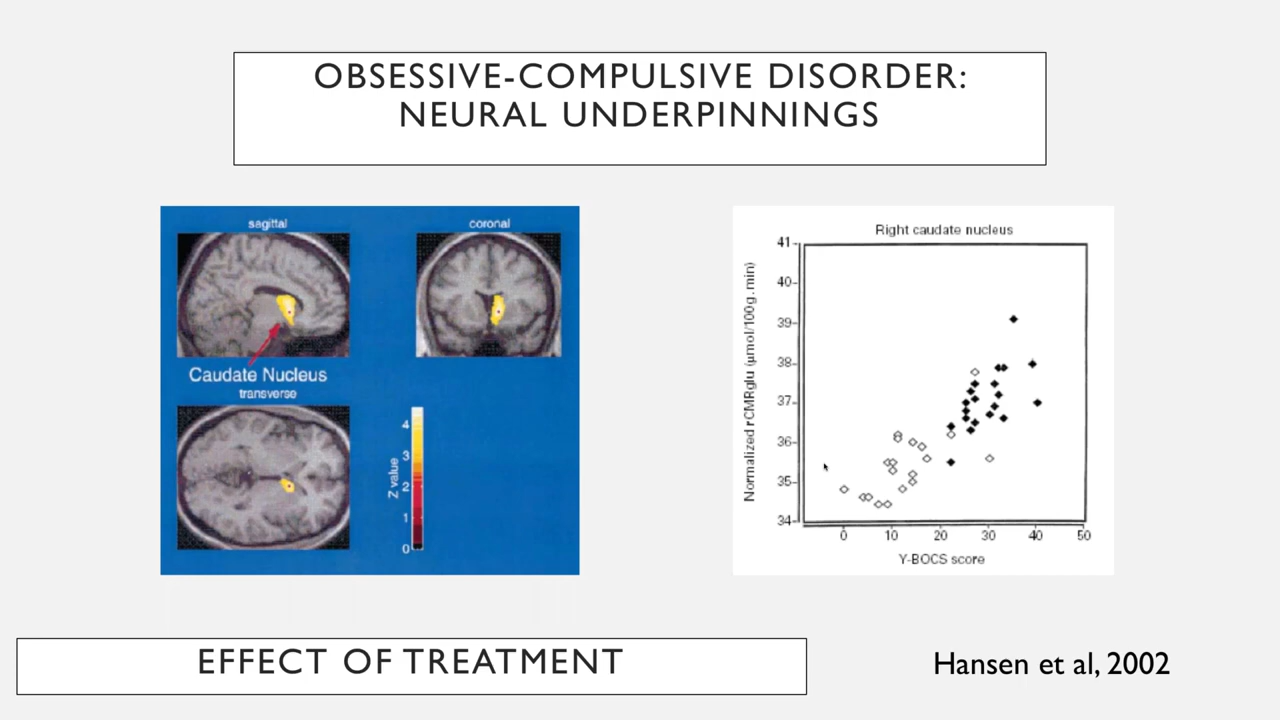 OBSESSIVE-COMPULSIVE DISORDER:
NEURAL UNDERPINNINGS
sagittal
coronal
Caudate Nucleus
transverse
Z value
4
3
2
1
0
Right caudate nucleus
Normalized rCMRglu (µmol/100g.min)
41
40
39
38
37
36
35
34
0 10 20 30 40 50
Y-BOCS score
EFFECT OF TREATMENT
Hansen et al, 2002